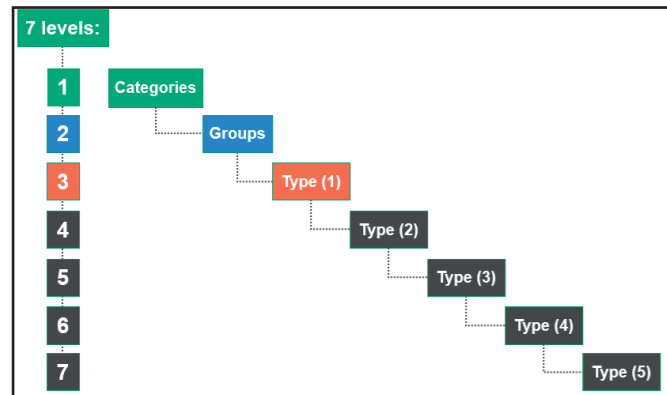 7 levels:
1 Categories
2 Groups
3 Type (1)
4 Type (2)
5 Type (3)
6 Type (4)
7 Type (5)